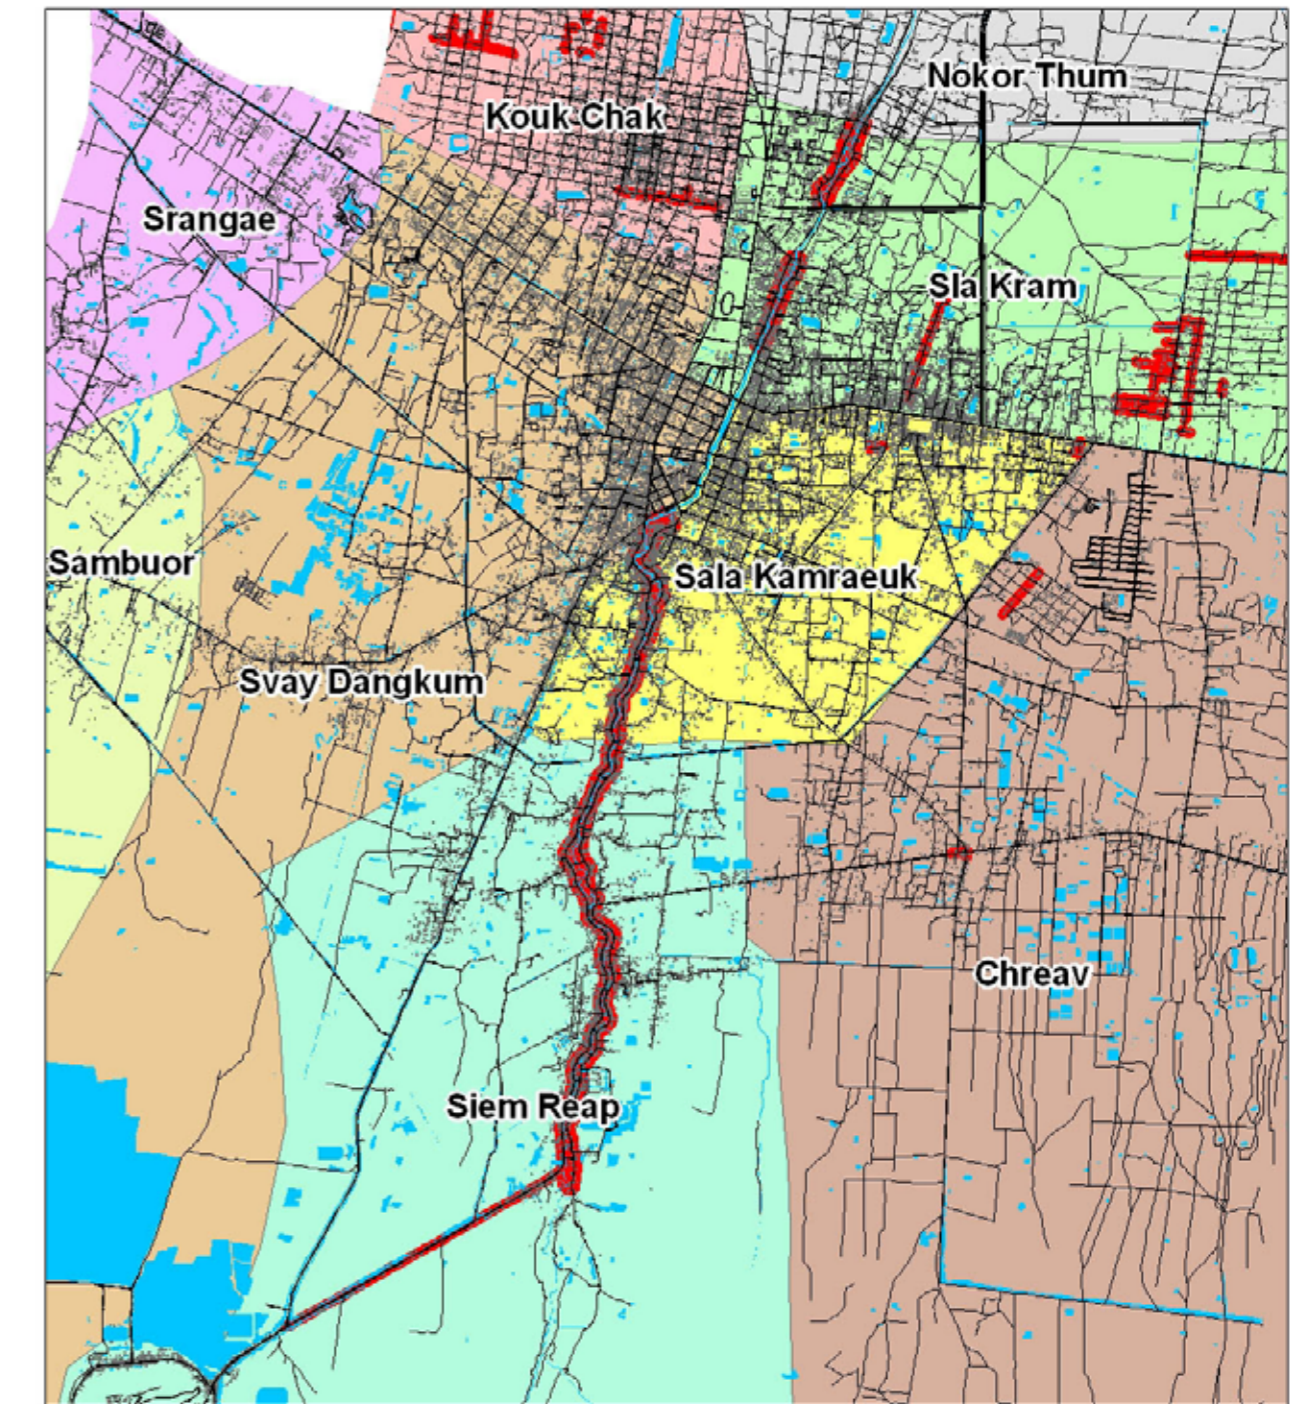 Nokor Thum
Kouk Chak
Srangae
Sla Kram
Sambuor
Sala Kamraeuk
Svay Dangkum
Chreav
Siem Reap